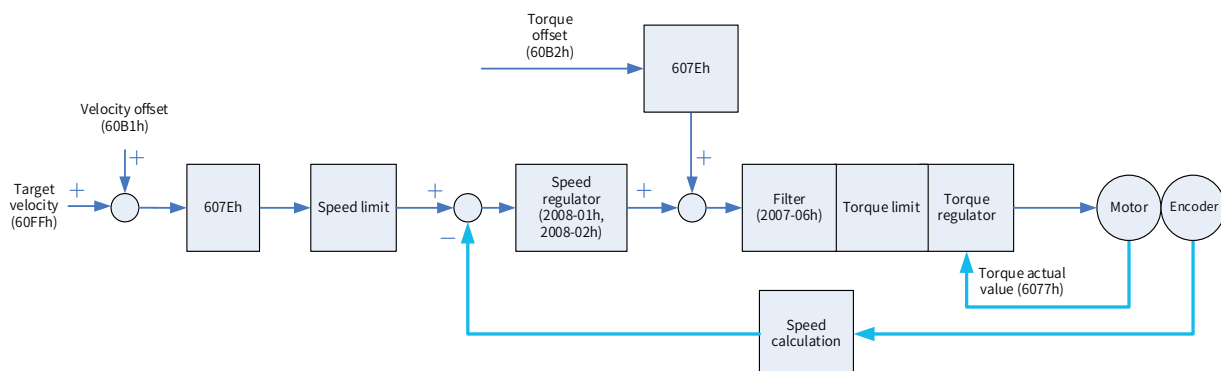 Torque
offset
(60B2h)
607Eh
Velocity offset
(60B1h)
+
+
+
Target
velocity
(60FFh)
607Eh
Speed limit
+
−
Speed
regulator
(2008-01h,
2008-02h)
+
Filter
(2007-06h)
Torque limit
Torque
regulator
Motor
Encoder
Torque actual
value (6077h)
Speed
calculation